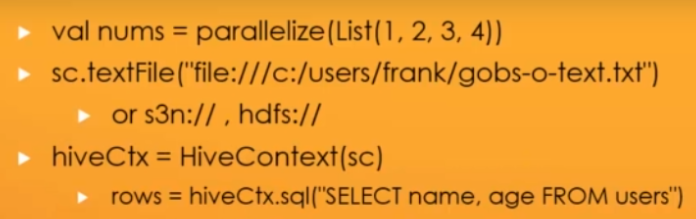 val nums = parallelize(List(1, 2, 3, 4))
sc.textFile("file:///c:/users/frank/gobs-o-text.txt")
or s3n:// , hdfs://
hiveCtx = HiveContext(sc)
rows = hiveCtx.sql("SELECT name, age FROM users")